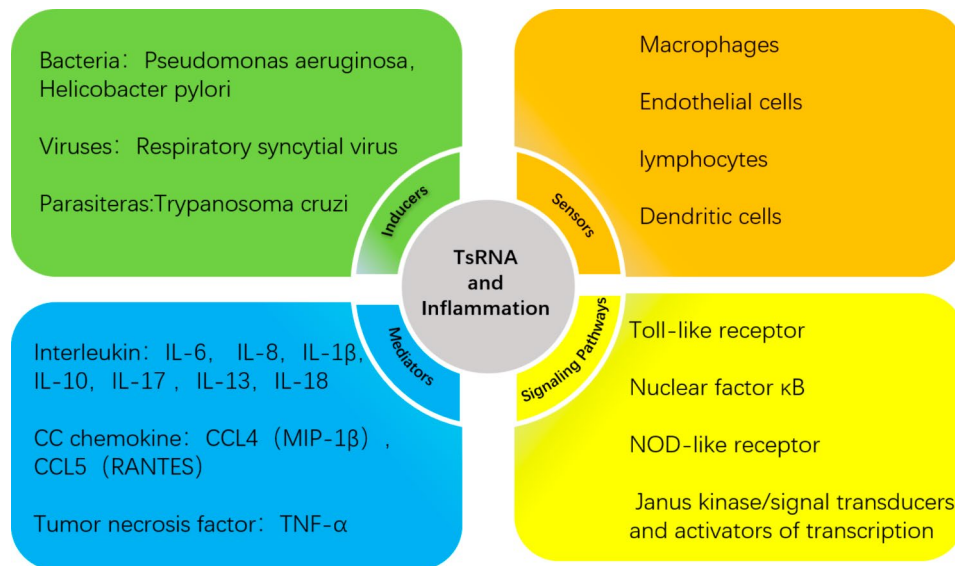 Bacteria：Pseudomonas aeruginosa,
Helicobacter pylori
Viruses：Respiratory syncytial virus
Parasiteras:Trypanosoma cruzi
Inducers
Macrophages
Endothelial cells
lymphocytes
Dendritic cells
Sensors
TsRNA
and
Inflammation
Interleukin：IL-6,  IL-8,  IL-1β,
IL-10,  IL-17 ,  IL-13,  IL-18
CC chemokine：CCL4（MIP-1β）,
CCL5（RANTES）
Tumor necrosis factor：TNF-α
Mediators
Toll-like receptor
Nuclear factor κB
NOD-like receptor
Janus kinase/signal transducers
and activators of transcription
Signaling Pathways